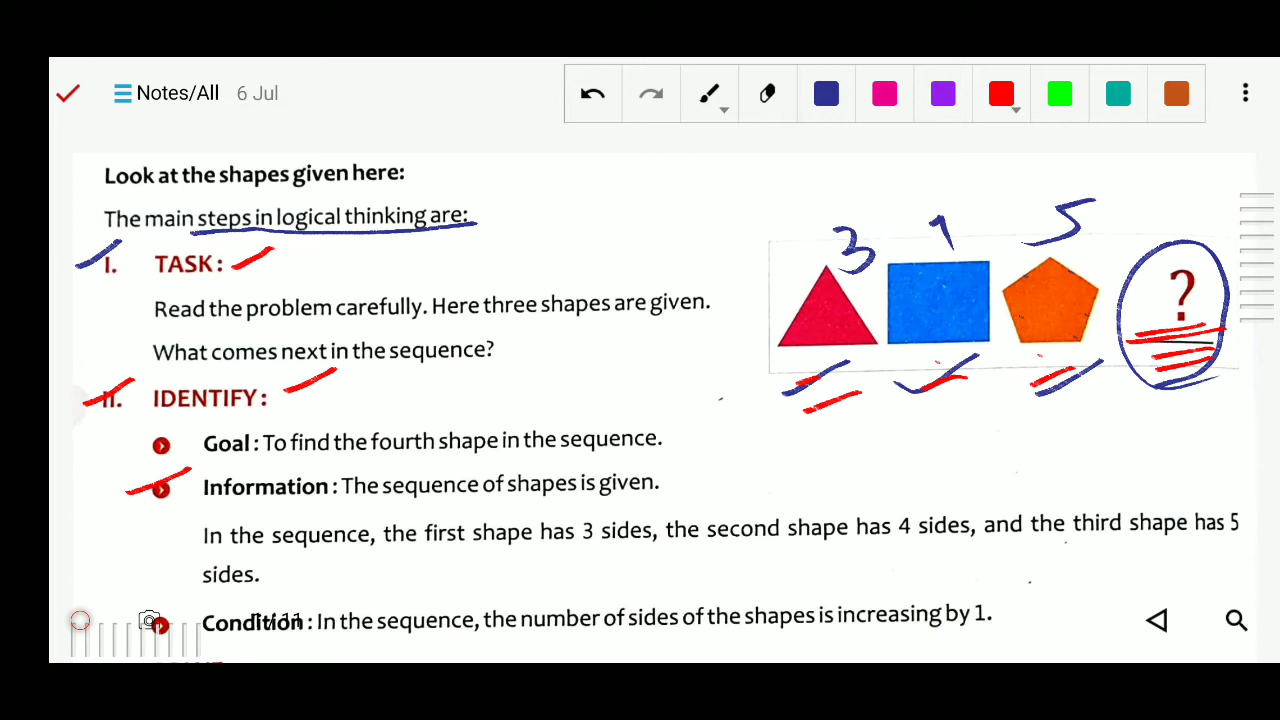 Notes/All 6 Jul
Look at the shapes given here:
The main steps in logical thinking are:
3 4 5
I. TASK:
?
Read the problem carefully. Here three shapes are given.
What comes next in the sequence?
II. IDENTIFY:
Goal: To find the fourth shape in the sequence.
Information: The sequence of shapes is given.
In the sequence, the first shape has 3 sides, the second shape has 4 sides, and the third shape has 5
sides.
Condition: In the sequence, the number of sides of the shapes is increasing by 1.